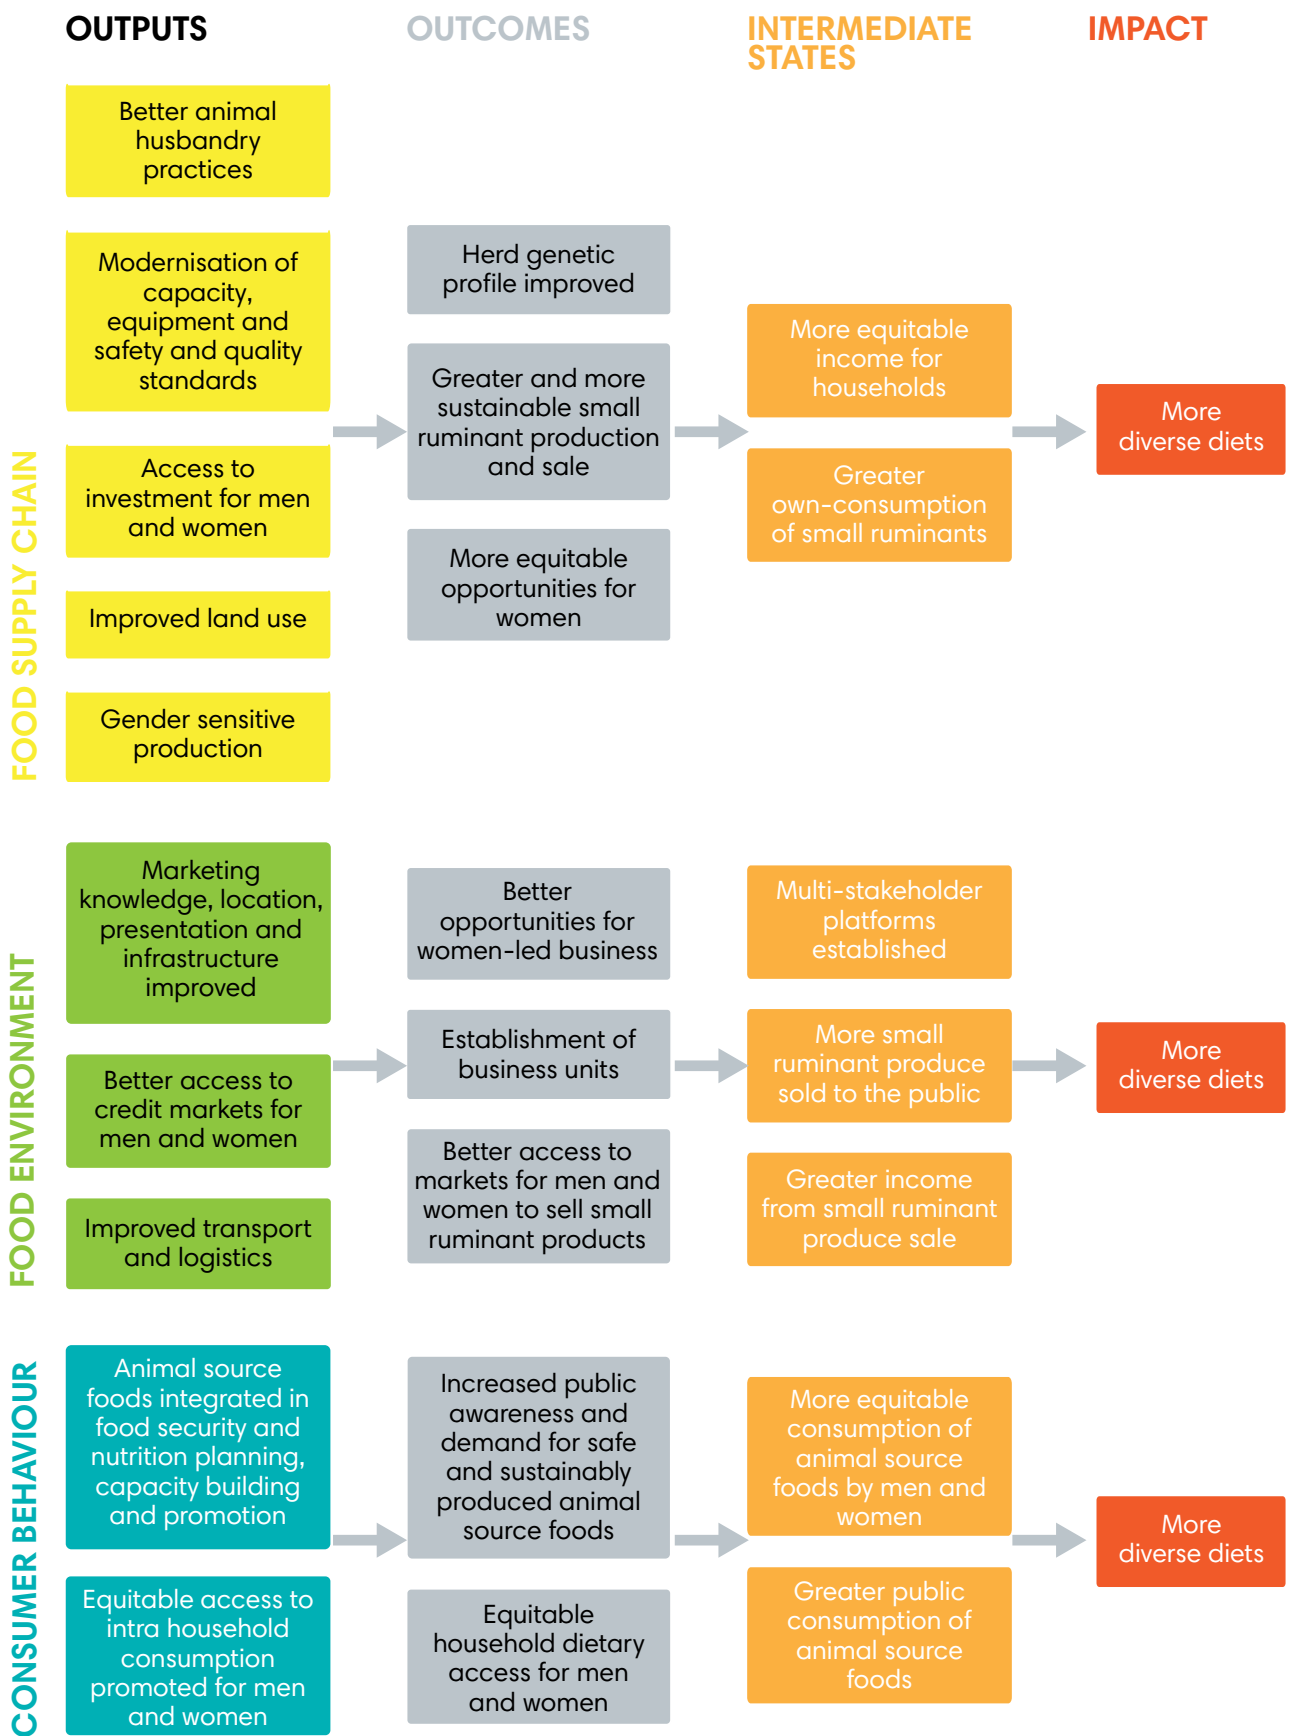 OUTPUTS
OUTCOMES
INTERMEDIATE
STATES
IMPACT
FOOD SUPPLY CHAIN
Better animal
husbandry
practices
Modernisation of
capacity,
equipment and
safety and quality
standards
Access to
investment for men
and women
Improved land use
Gender sensitive
production
Herd genetic
profile improved
Greater and more
sustainable small
ruminant production
and sale
More equitable
opportunities for
women
More equitable
income for
households
Greater
own-consumption
of small ruminants
More
diverse diets
FOOD ENVIRONMENT
Marketing
knowledge, location,
presentation and
infrastructure
improved
Better access to
credit markets for
men and women
Improved transport
and logistics
Better
opportunities for
women-led business
Establishment of
business units
Better access to
markets for men and
women to sell small
ruminant products
Multi-stakeholder
platforms
established
More small
ruminant produce
sold to the public
Greater income
from small ruminant
produce sale
More
diverse diets
CONSUMER BEHAVIOUR
Animal source
foods integrated in
food security and
nutrition planning,
capacity building
and promotion
Equitable access to
intra household
consumption
promoted for men
and women
Increased public
awareness and
demand for safe
and sustainably
produced animal
source foods
Equitable
household dietary
access for men
and women
More equitable
consumption of
animal source
foods by men and
women
Greater public
consumption of
animal source
foods
More
diverse diets